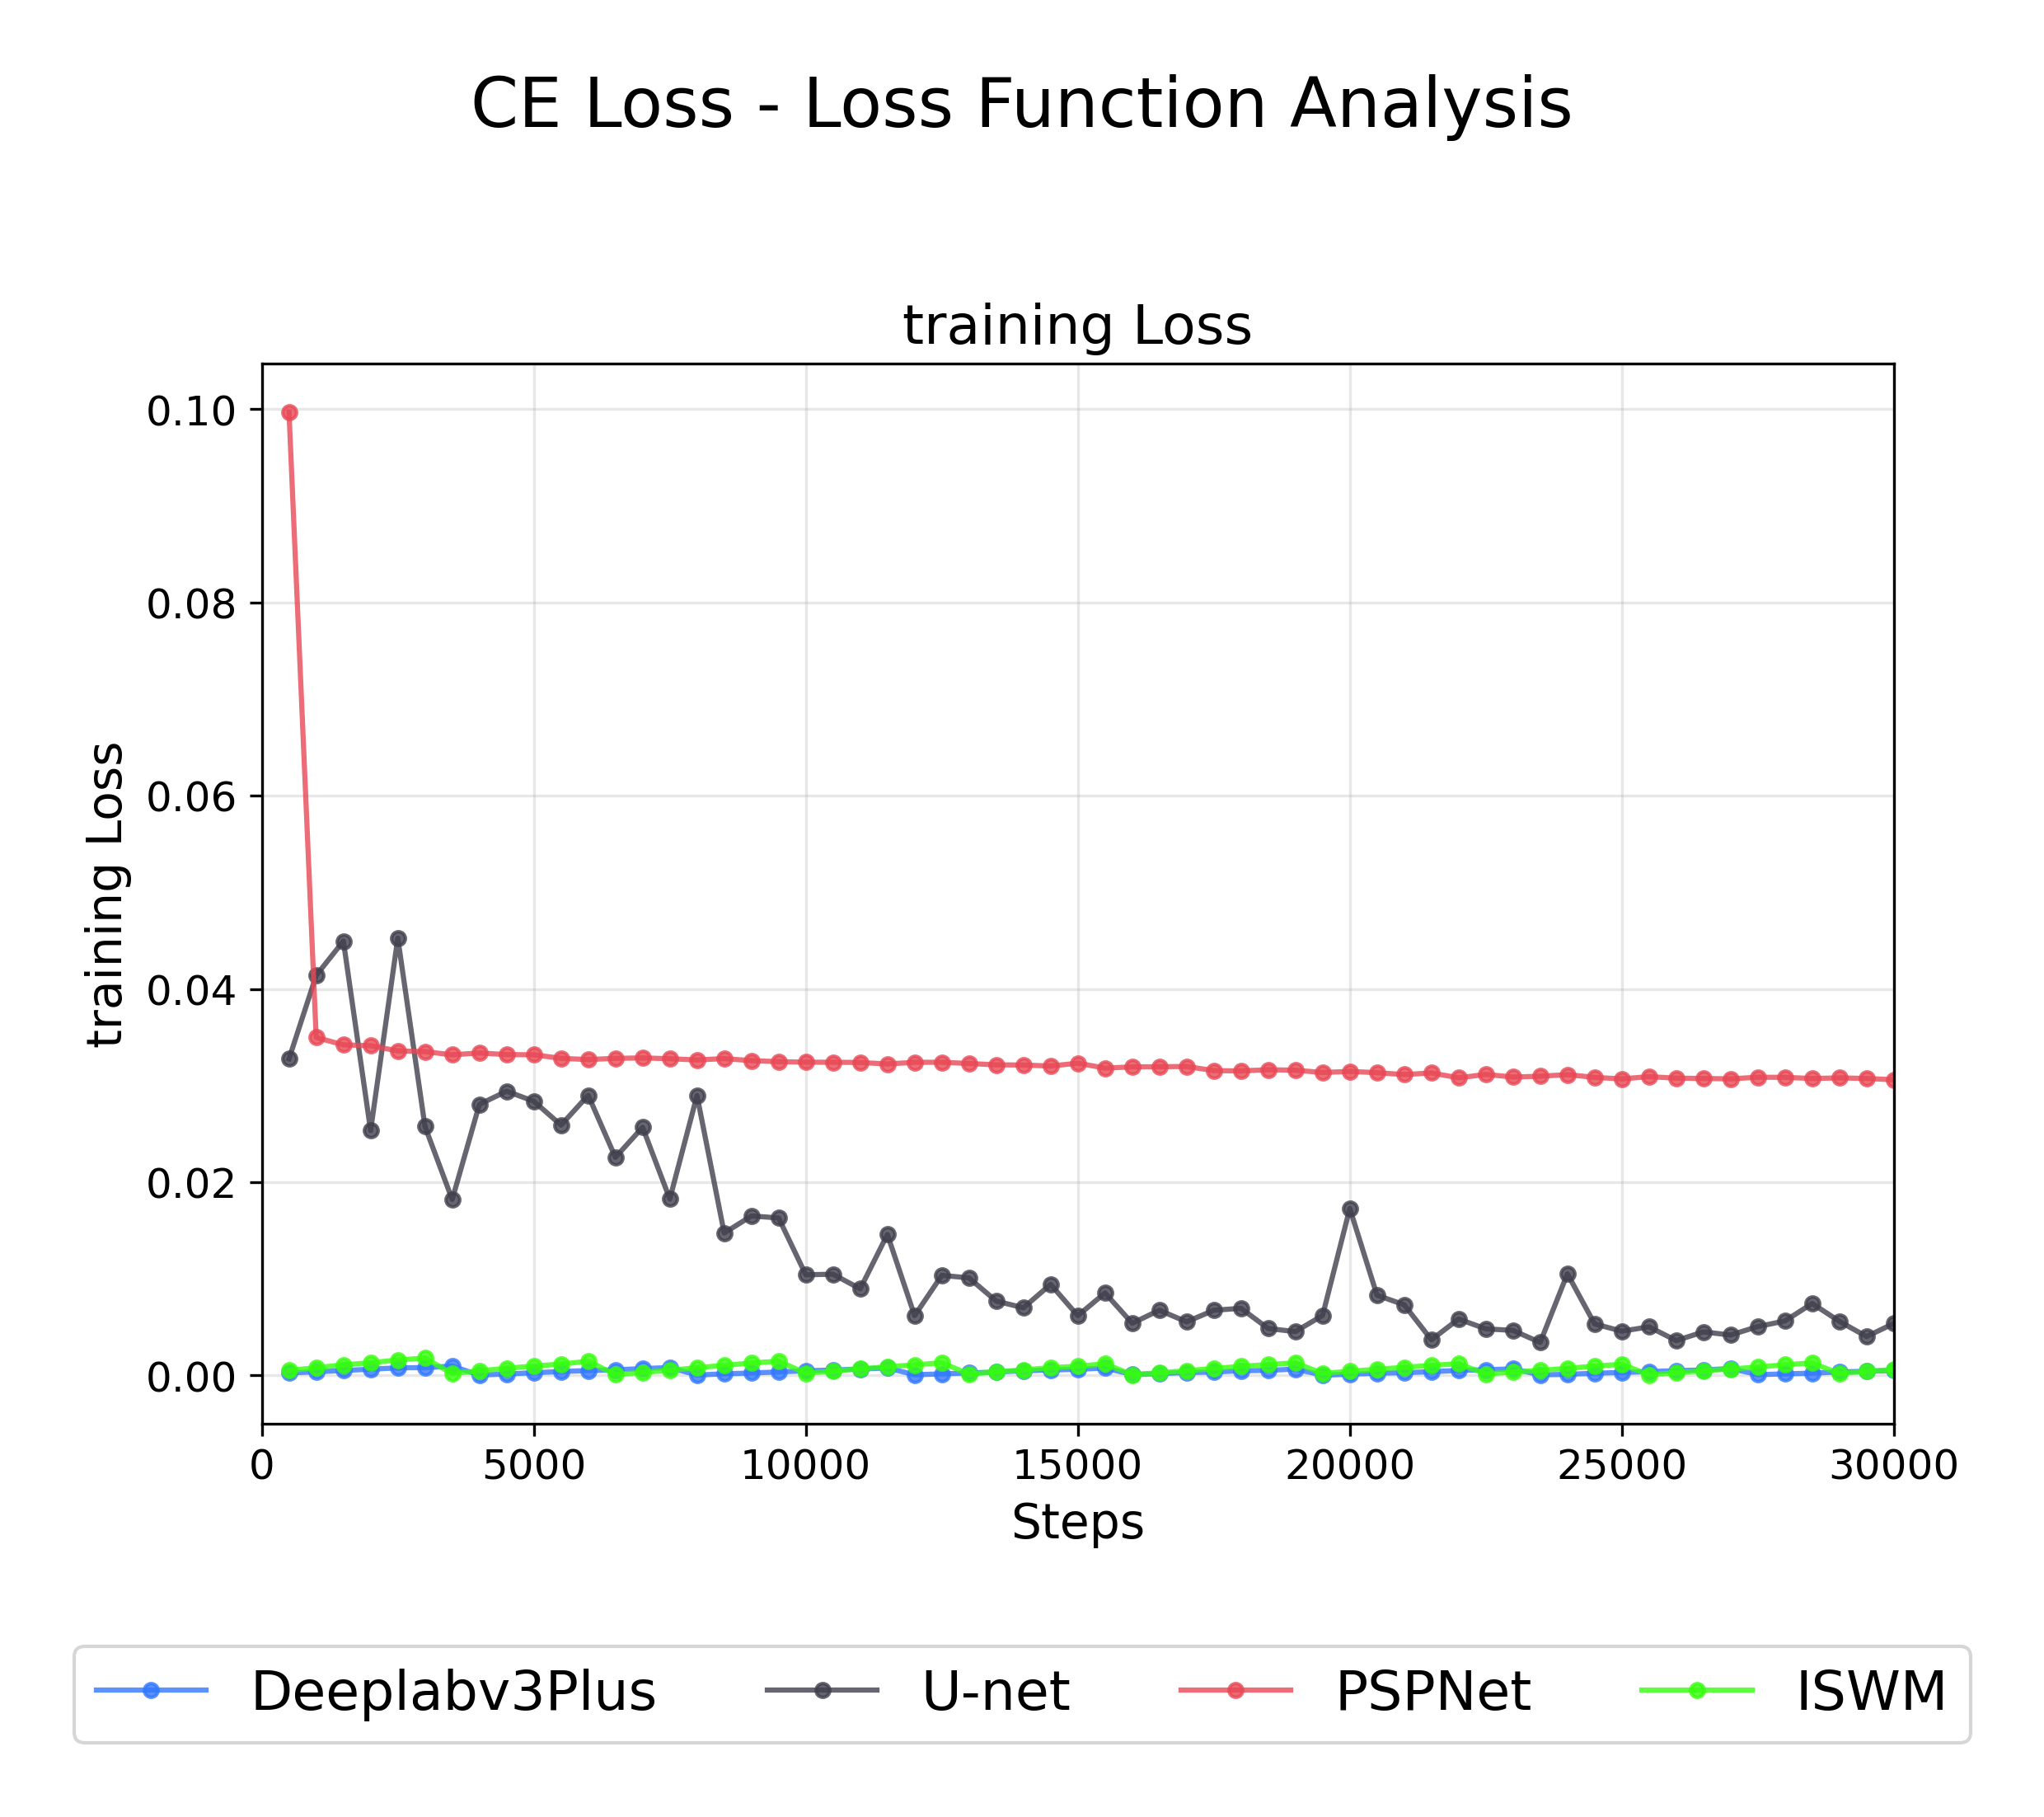 CE Loss - Loss Function Analysis
training Loss
training Loss
0.10
0.08
0.06
0.04
0.02
0.00
0 5000 10000 15000 20000 25000 30000
Steps
Deeplabv3Plus U-net PSPNet ISWM